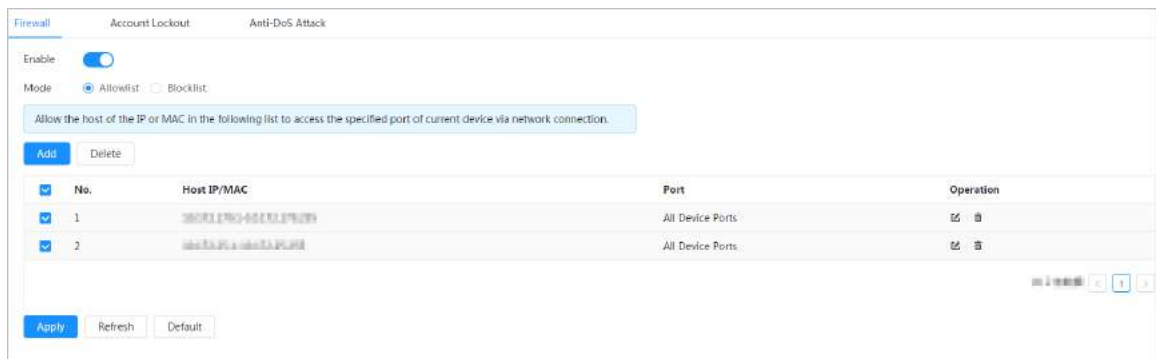 Firewall Account Lockout Anti-DoS Attack
Enable
Mode Allowlist Blocklist
Allow the host of the IP or MAC in the following list to access the specified port of current device via network connection.
Add Delete
No. Host IP/MAC Port Operation
1 All Device Ports
2 All Device Ports
1
Apply Refresh Default